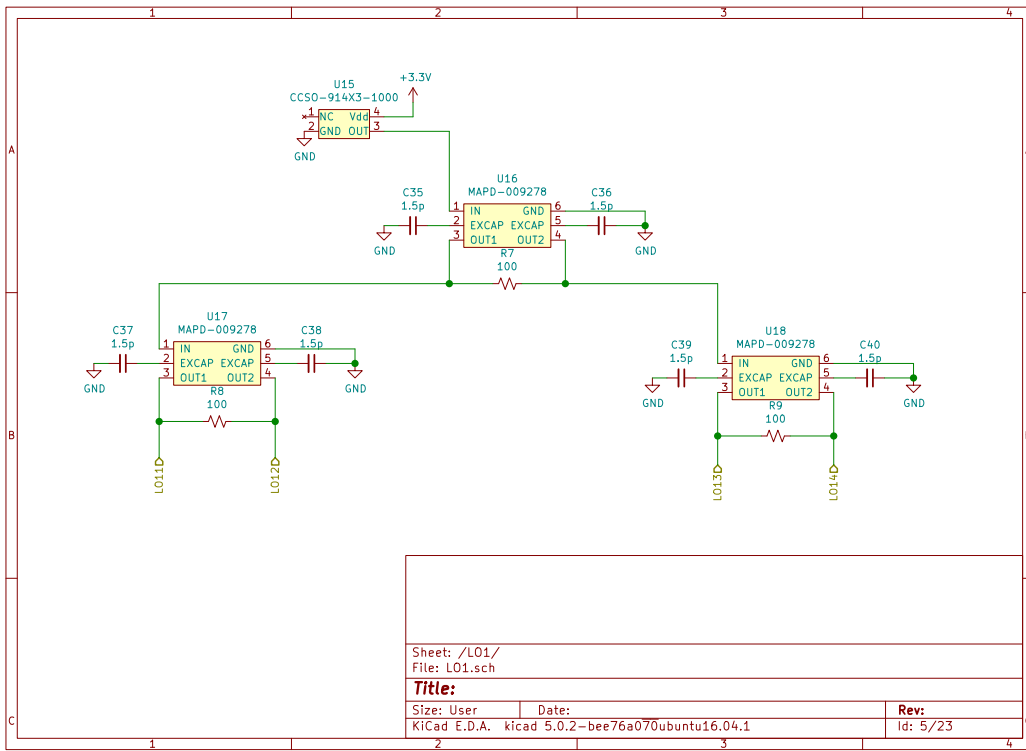 1 2 3 4
+3.3V
U15
CCSO-914X3-1000
1 NC Vdd 4
2 GND OUT 3
GND
A
U16
MAPD-009278
C35
1.5p
C36
1.5p
1 IN GND 6
2 EXCAP EXCAP 5
3 OUT1 OUT2 4
GND
GND
R7
100
U17
MAPD-009278
C37
1.5p
C38
1.5p
1 IN GND 6
2 EXCAP EXCAP 5
3 OUT1 OUT2 4
GND
GND
R8
100
U18
MAPD-009278
C39
1.5p
C40
1.5p
1 IN GND 6
2 EXCAP EXCAP 5
3 OUT1 OUT2 4
GND
GND
R9
100
B
LO11
LO12
LO13
LO14
Sheet: /LO1/
File: LO1.sch
Title:
Size: User Date: Rev:
KiCad E.D.A. kicad 5.0.2-bee76a070ubuntu16.04.1 Id: 5/23
C
1 2 3 4